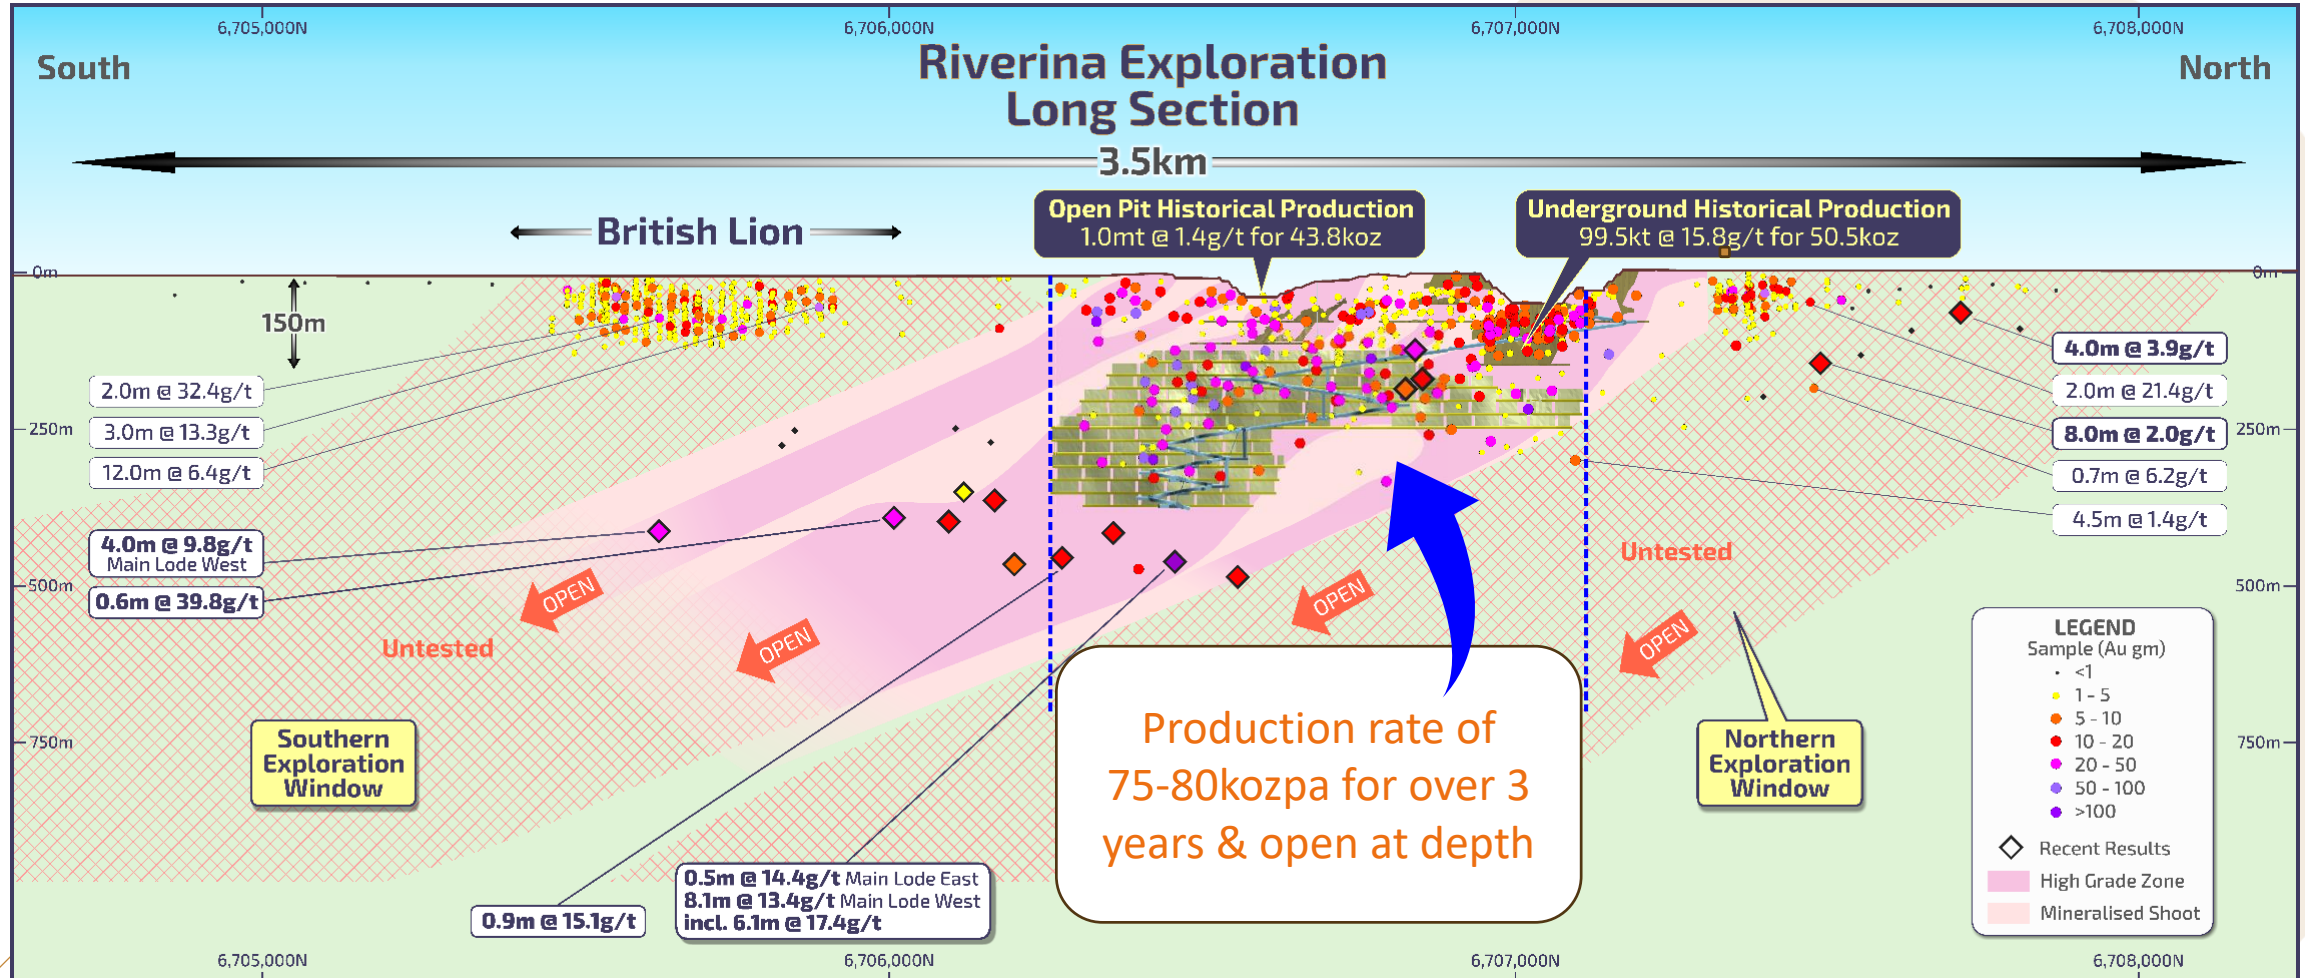 6,705,000N
6,706,000N
6,707,000N
6,708,000N
South
Riverina Exploration
Long Section
North
3.5km
British Lion
Open Pit Historical Production
1.0mt @ 1.4g/t for 43.8koz
Underground Historical Production
99.5kt @ 15.8g/t for 50.5koz
0m
0m
150m
2.0m @ 32.4g/t
3.0m @ 13.3g/t
12.0m @ 6.4g/t
4.0m @ 3.9g/t
2.0m @ 21.4g/t
8.0m @ 2.0g/t
0.7m @ 6.2g/t
4.5m @ 1.4g/t
250m
250m
4.0m @ 9.8g/t
Main Lode West
0.6m @ 39.8g/t
500m
500m
OPEN
OPEN
OPEN
OPEN
Untested
Untested
Southern
Exploration
Window
Northern
Exploration
Window
750m
750m
Production rate of
75-80kozpa for over 3
years & open at depth
0.9m @ 15.1g/t
0.5m @ 14.4g/t Main Lode East
8.1m @ 13.4g/t Main Lode West
incl. 6.1m @ 17.4g/t
LEGEND
Sample (Au gm)
<1
1 - 5
5 - 10
10 - 20
20 - 50
50 - 100
>100
Recent Results
High Grade Zone
Mineralised Shoot
6,705,000N
6,706,000N
6,707,000N
6,708,000N